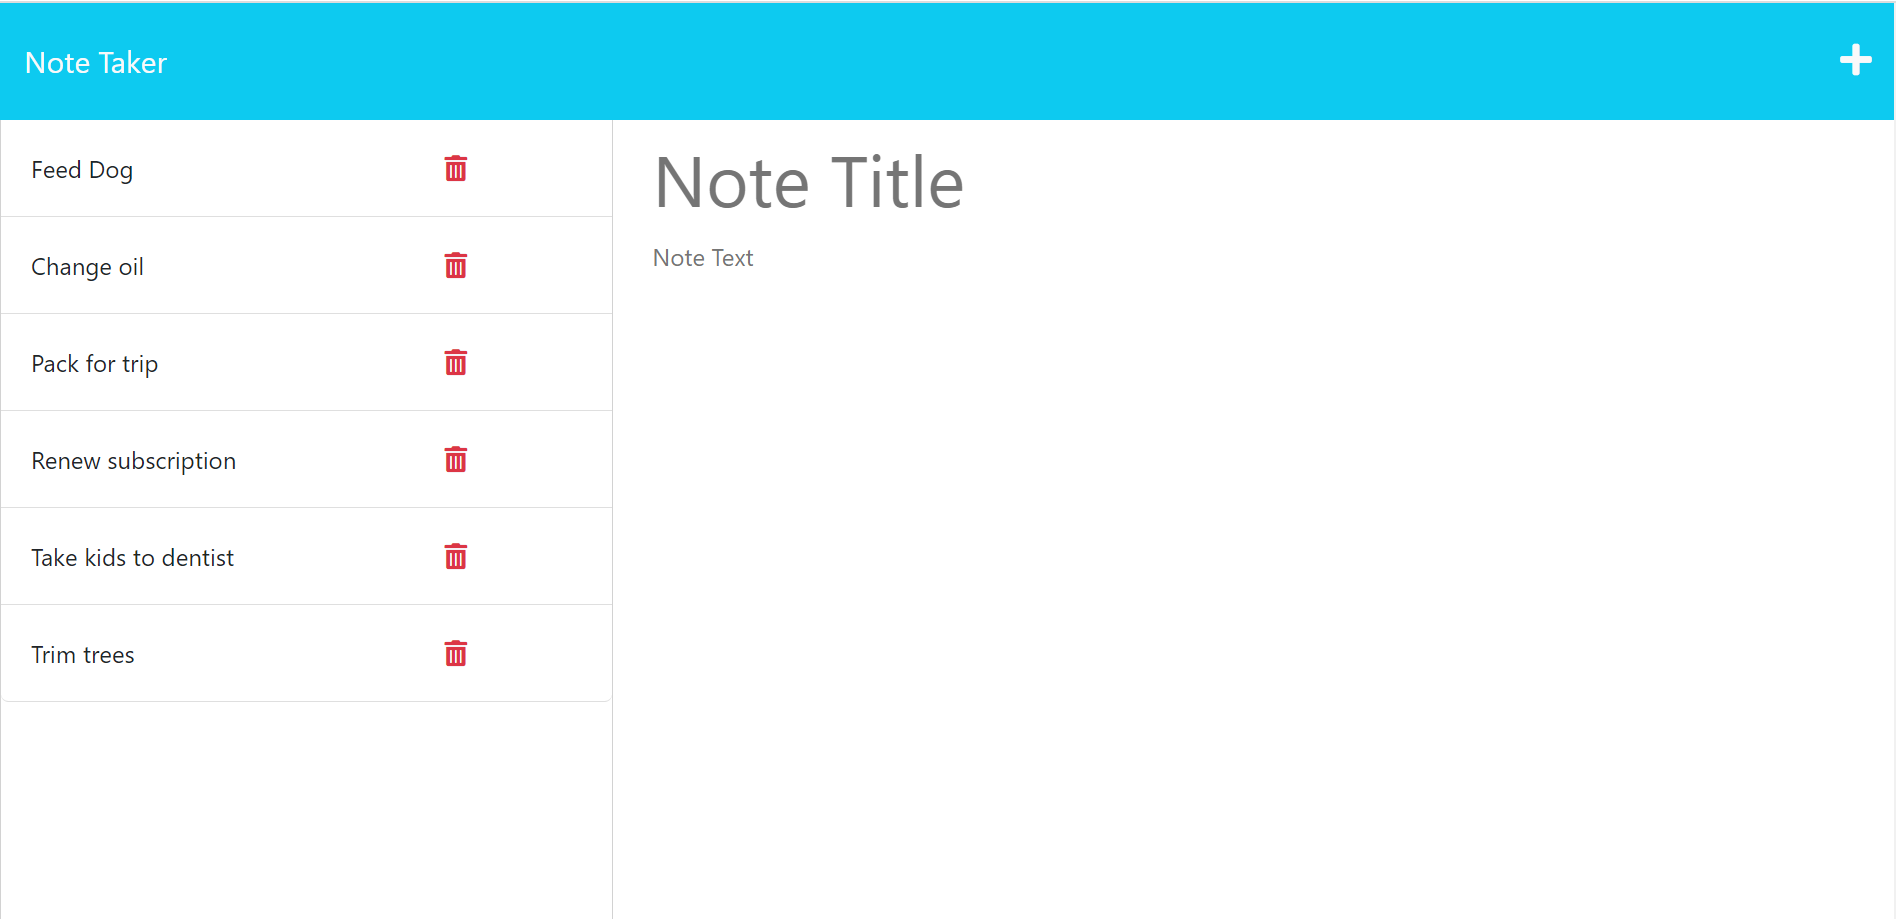 Note Taker
Feed Dog
Change oil
Pack for trip
Renew subscription
Take kids to dentist
Trim trees
Note Title
Note Text